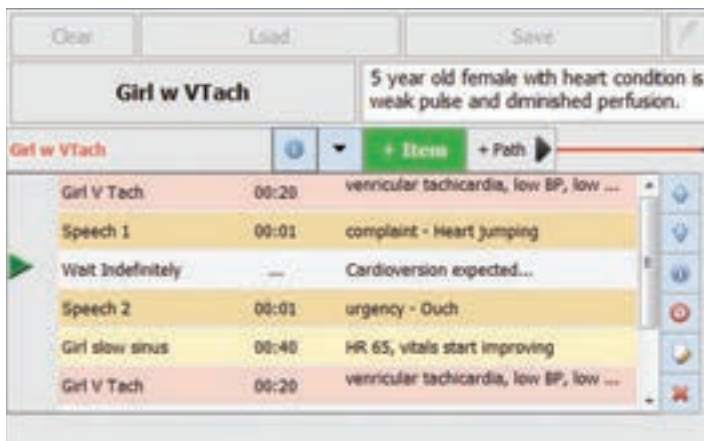 Clear Load Save
Girl w VTach
5 year old female with heart condition is
weak pulse and diminished perfusion.
Girl w VTach + Item + Path
Girl V Tach 00:20 venricular tachicardia, low BP, low ...
Speech 1 00:01 complaint - Heart jumping
Wait Indefinitely ... Cardioversion expected...
Speech 2 00:01 urgency - Ouch
Girl slow sinus 00:40 HR 65, vitals start improving
Girl V Tach 00:20 venricular tachicardia, low BP, low ...